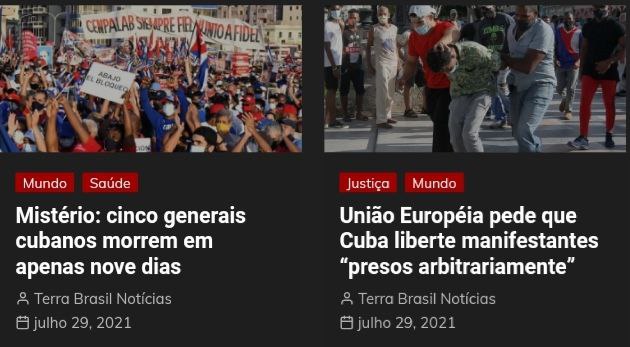 CENPALAB SIEMPRE FIEL JUNTO A FIDEL
ABAJO
EL BLOQUEO
Mundo Saúde
Mistério: cinco generais
cubanos morrem em
apenas nove dias
Terra Brasil Notícias
julho 29, 2021
Justiça Mundo
União Européia pede que
Cuba liberte manifestantes
“presos arbitrariamente”
Terra Brasil Notícias
julho 29, 2021